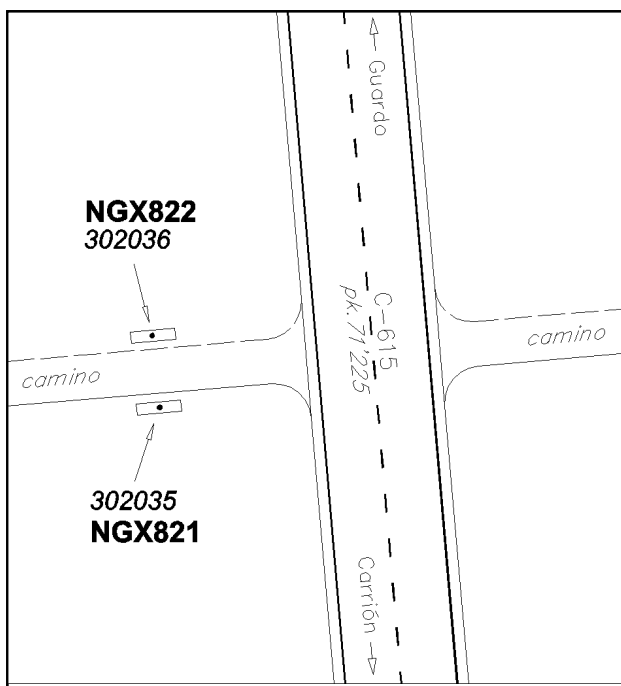 ← Guardo
NGX822
302036
C-615
pk.71'225
camino
camino
302035
NGX821
Carrión →